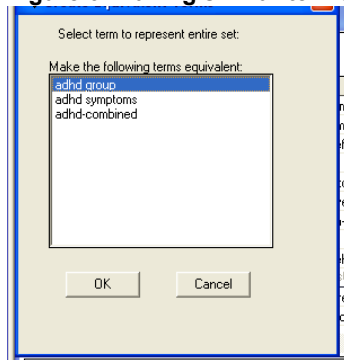 Select term to represent entire set:
Make the following terms equivalent:
adhd group
adhd symptoms
adhd-combined
OK
Cancel